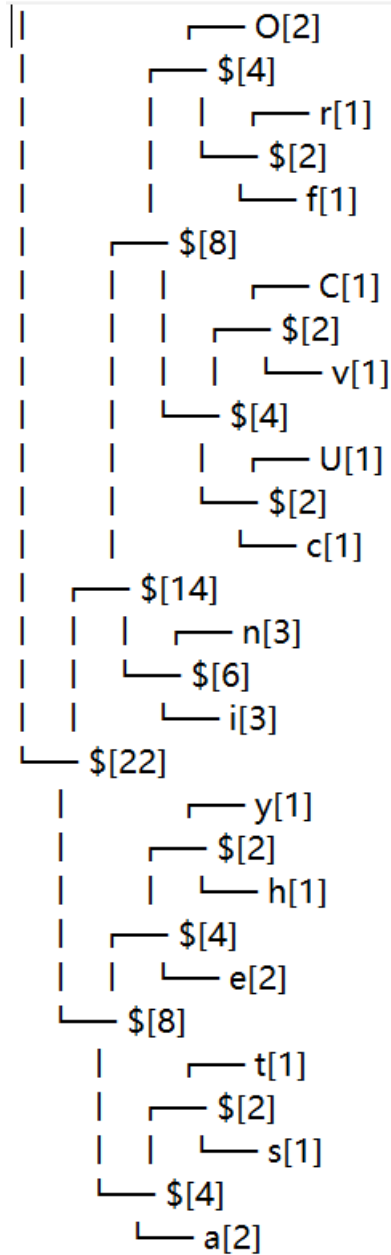 O[2]
$[4]
r[1]
$[2]
f[1]
$[8]
C[1]
$[2]
v[1]
$[4]
U[1]
$[2]
c[1]
$[14]
n[3]
$[6]
i[3]
$[22]
y[1]
$[2]
h[1]
$[4]
e[2]
$[8]
t[1]
$[2]
s[1]
$[4]
a[2]